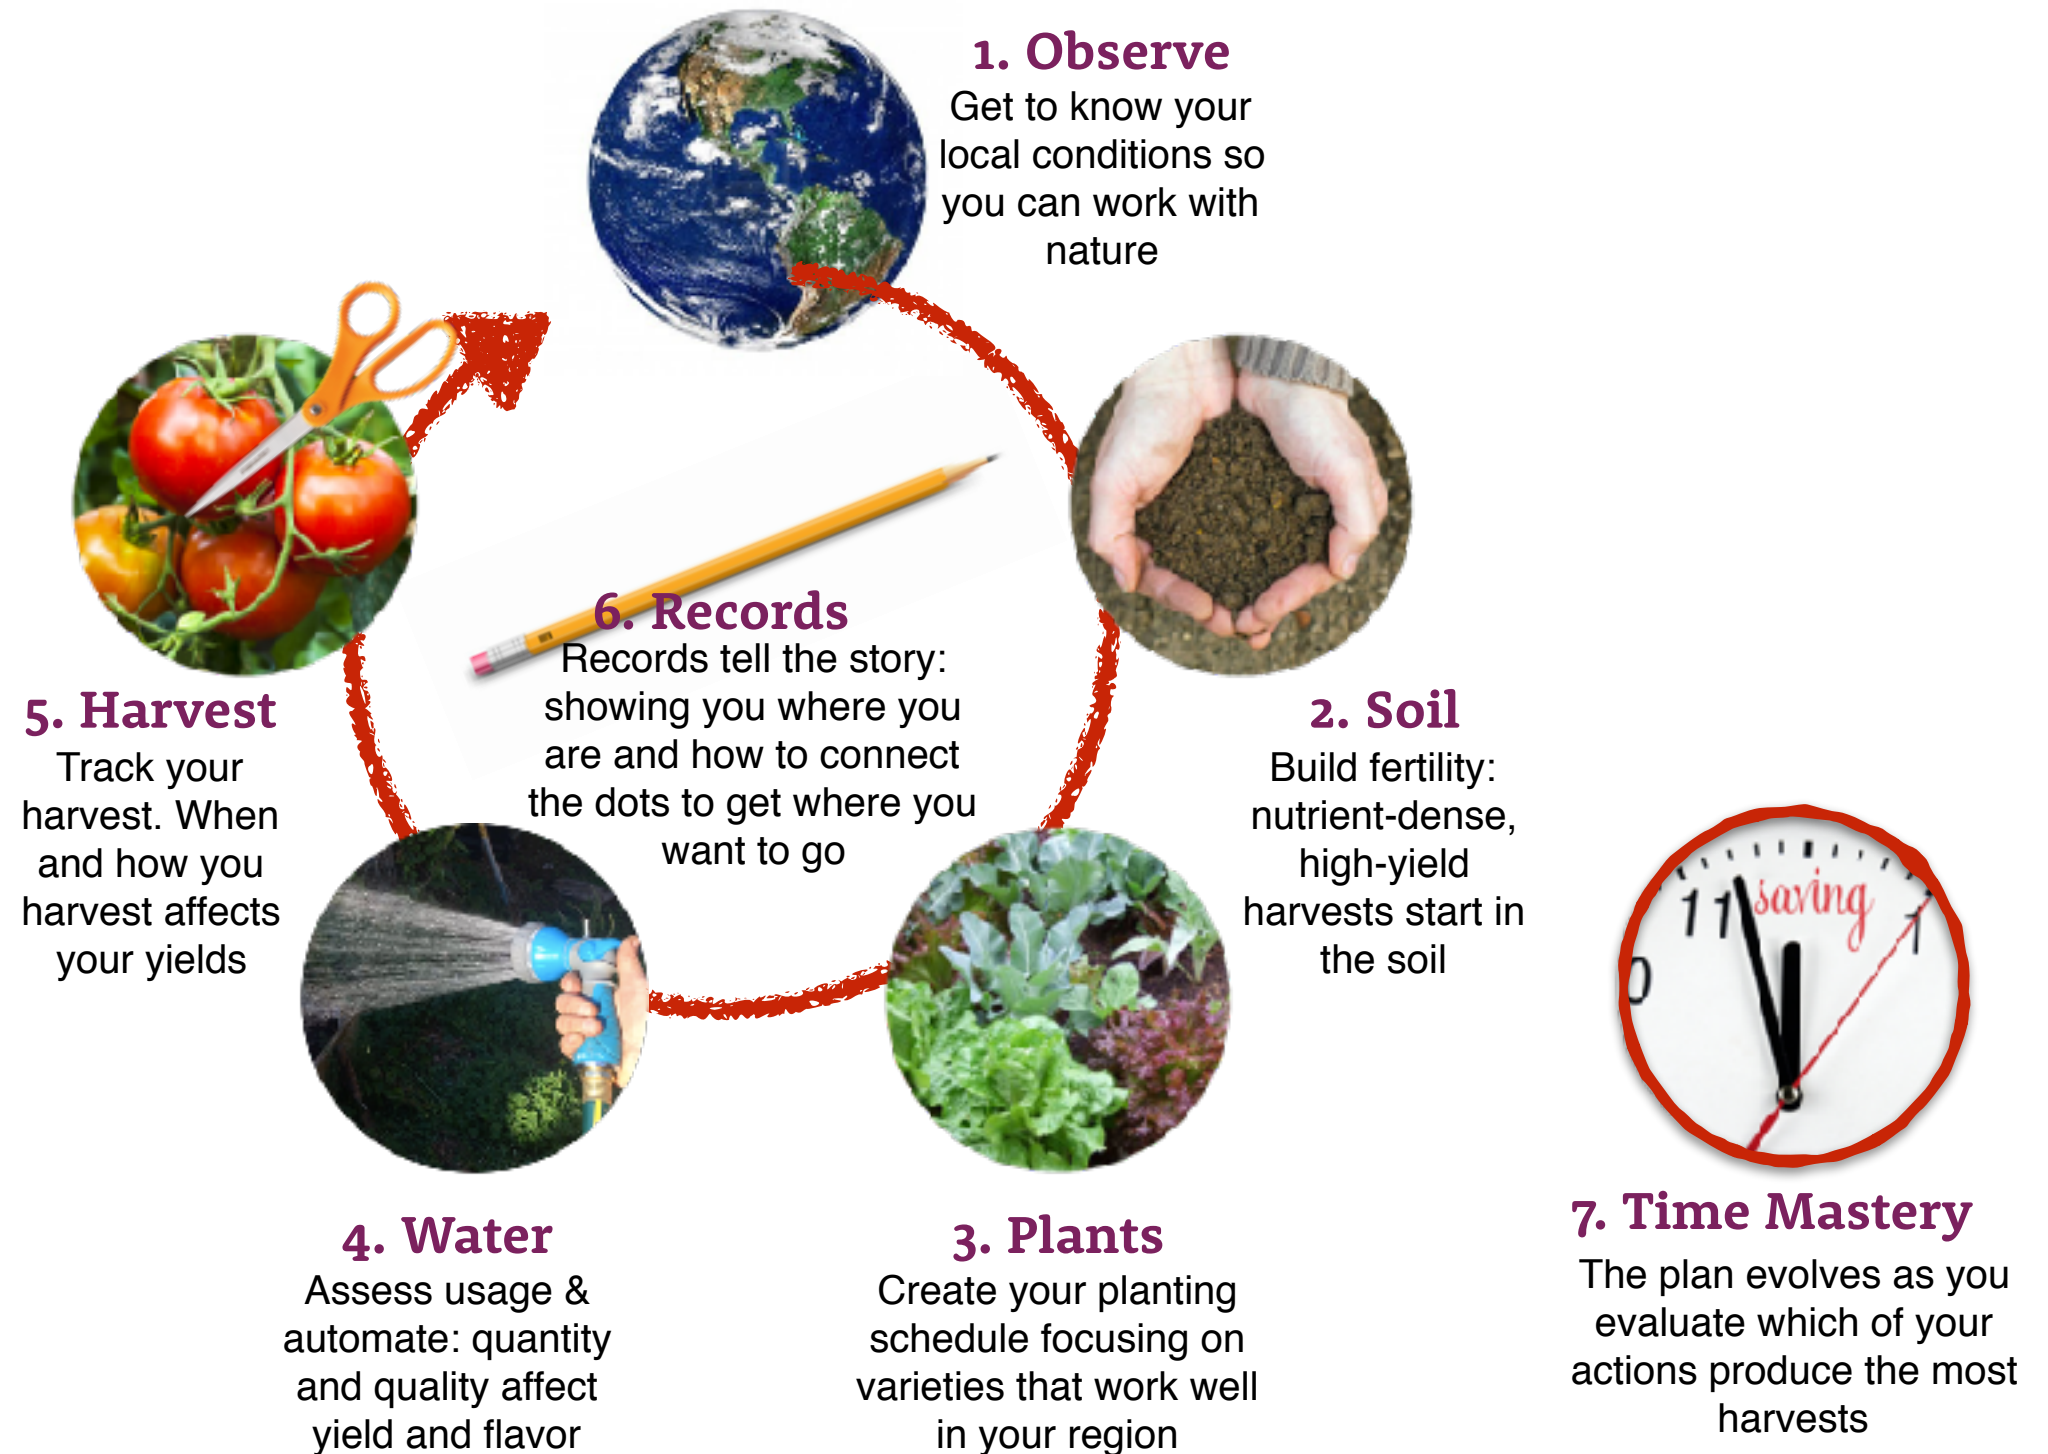 1. Observe
Get to know your
local conditions so
you can work with
nature
2. Soil
Build fertility:
nutrient-dense,
high-yield
harvests start in
the soil
3. Plants
Create your planting
schedule focusing on
varieties that work well
in your region
4. Water
Assess usage &
automate: quantity
and quality affect
yield and flavor
5. Harvest
Track your
harvest. When
and how you
harvest affects
your yields
6. Records
Records tell the story:
showing you where you
are and how to connect
the dots to get where you
want to go
saving
11
1
0
7. Time Mastery
The plan evolves as you
evaluate which of your
actions produce the most
harvests